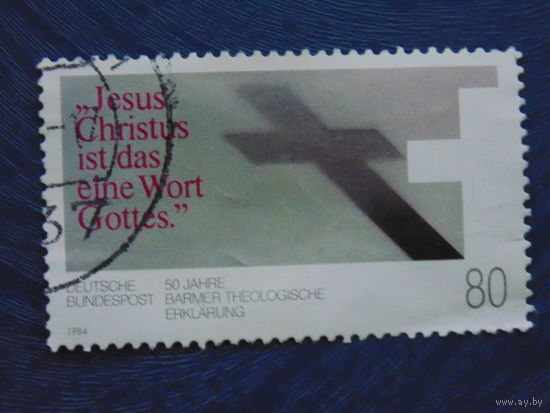 „Jesus
Christus
ist das
eine Wort
Gottes.”
DEUTSCHE
BUNDESPOST
50 JAHRE
BARMER THEOLOGISCHE
ERKLÄRUNG
80
1984
www.ay.by